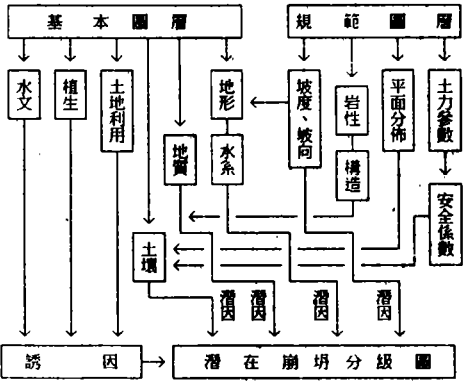 基本圖層
規範圖層
水文
植生
土地利用
地形
坡度、坡向
岩性
平面分佈
土力參數
地質
水系
構造
安全係數
土壤
潛因
潛因
潛因
潛因
誘因
潛在崩坍分級圖